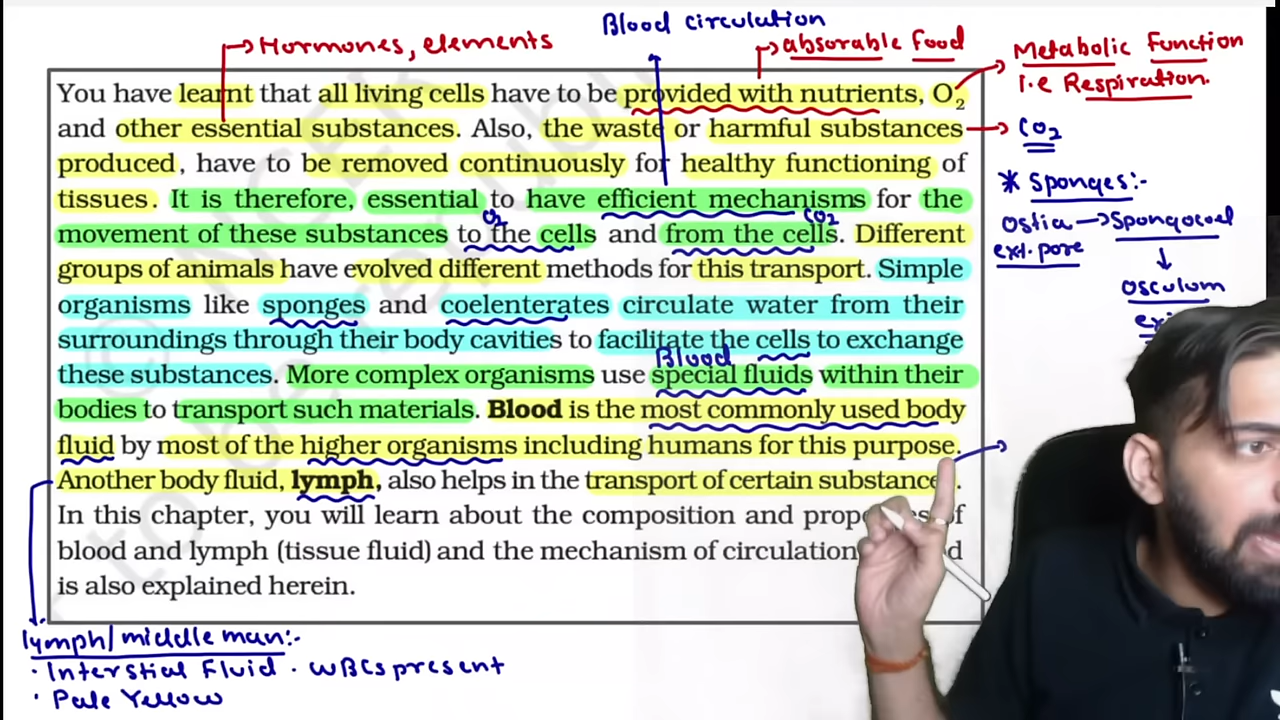 Blood circulation
→Hormones, elements
→absorable Food
Metabolic Function
i.e Respiration.
You have learnt that all living cells have to be provided with nutrients, O₂
and other essential substances. Also, the waste or harmful substances
→ CO₂
produced, have to be removed continuously for healthy functioning of
tissues. It is therefore, essential to have efficient mechanisms for the
* Sponges:-
O₂ CO₂
movement of these substances to the cells and from the cells. Different
Ostia → Spongocoel
ext. pore
↓
groups of animals have evolved different methods for this transport. Simple
osculum
organisms like sponges and coelenterates circulate water from their
surroundings through their body cavities to facilitate the cells to exchange
Blood
these substances. More complex organisms use special fluids within their
bodies to transport such materials. Blood is the most commonly used body
fluid by most of the higher organisms including humans for this purpose.
Another body fluid, lymph, also helps in the transport of certain
In this chapter, you will learn about the composition and of
blood and lymph (tissue fluid) and the mechanism of circulation
is also explained herein.
lymph/middle man:-
· Interstial Fluid · WBCs present
· Pale Yellow